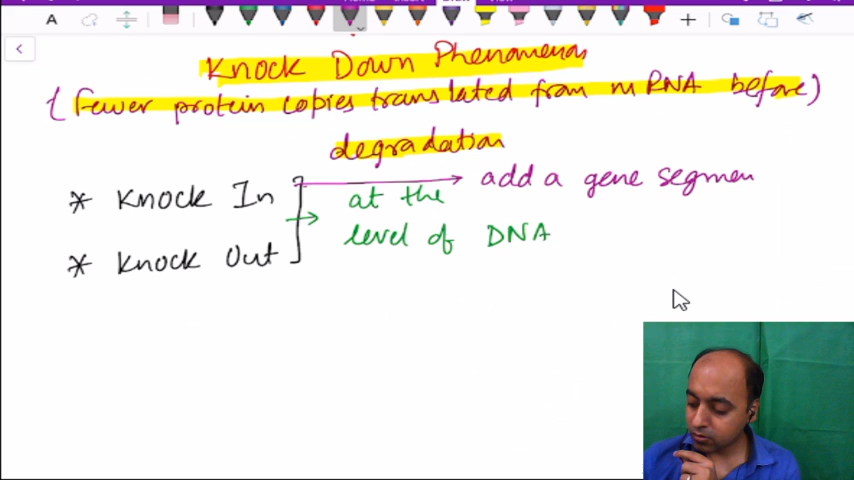 Knock Down Phenomenon
(Fewer protein copies translated from mRNA before)
degradation
* Knock In → add a gene segmen
at the
level of DNA
* Knock Out